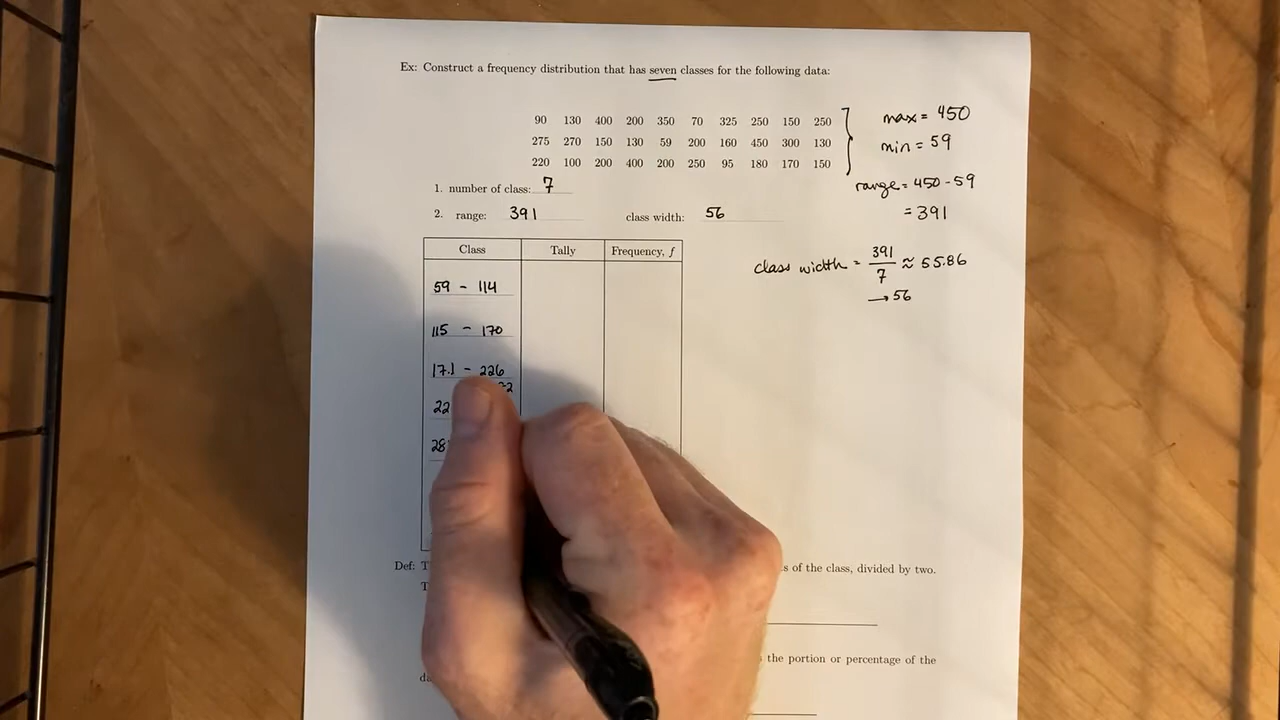 Ex: Construct a frequency distribution that has seven classes for the following data:
90 130 400 200 350 70 325 250 150 250
275 270 150 130 59 200 160 450 300 130
220 100 200 400 200 250 95 180 170 150
max = 450
min = 59
range = 450 - 59
= 391
1. number of class: 7
2. range: 391 class width: 56
class width = 391/7 ≈ 55.86
→ 56
Class Tally Frequency, f
59 - 114
115 - 170
171 - 226
22
28
Def:
s of the class, divided by two.
the portion or percentage of the